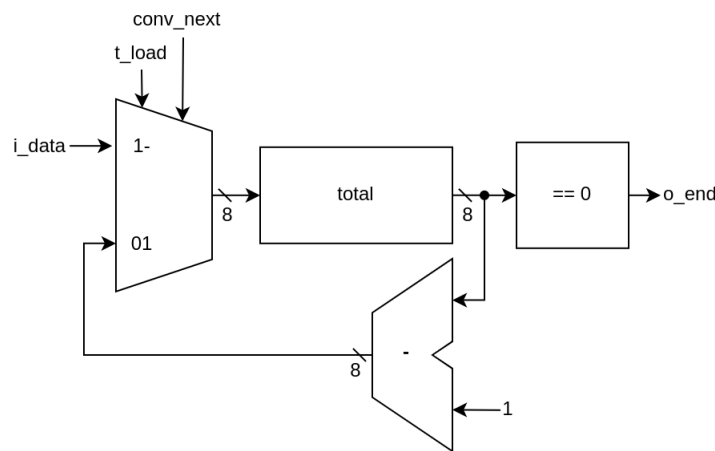 conv_next
t_load
i_data
1-
total
== 0
o_end
8
8
01
-
8
1